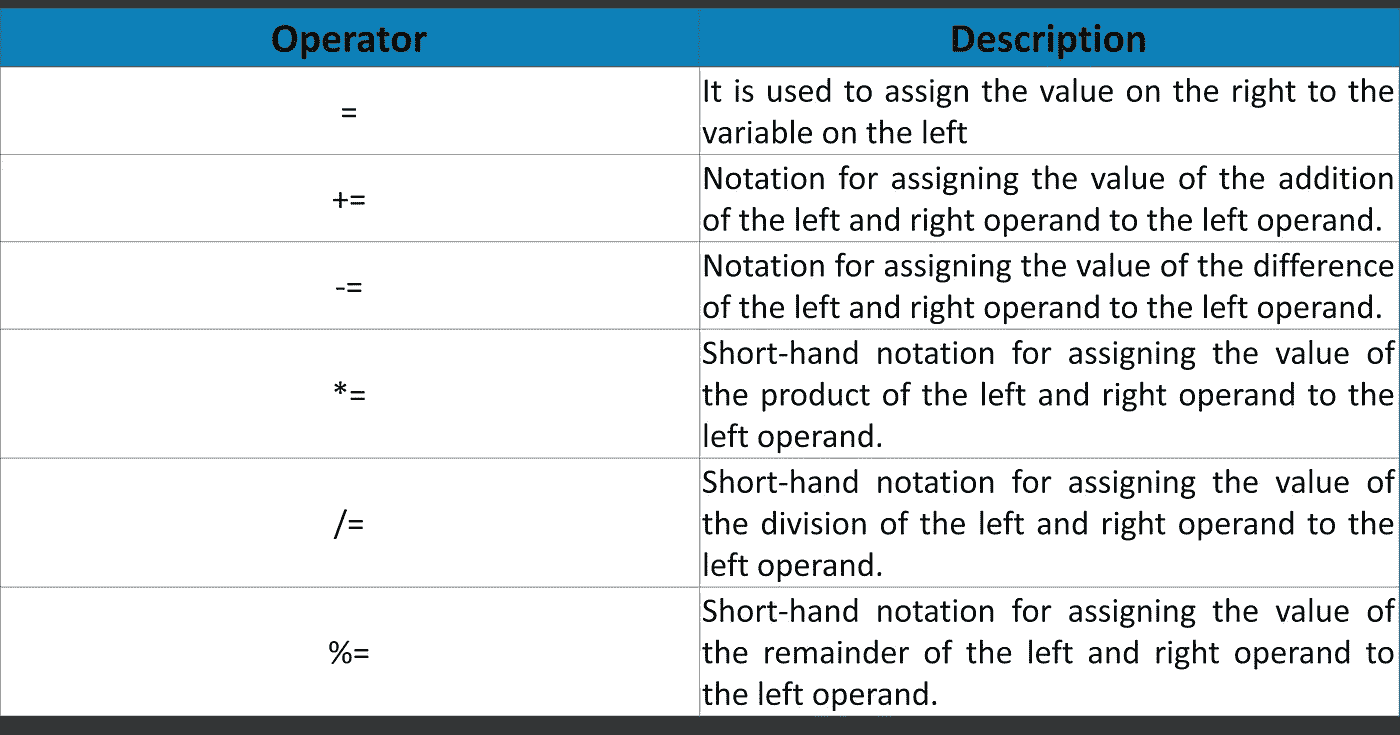 Operator Description
=
It is used to assign the value on the right to the
variable on the left
+=
Notation for assigning the value of the addition
of the left and right operand to the left operand.
-=
Notation for assigning the value of the difference
of the left and right operand to the left operand.
*=
Short-hand notation for assigning the value of
the product of the left and right operand to the
left operand.
/=
Short-hand notation for assigning the value of
the division of the left and right operand to the
left operand.
%=
Short-hand notation for assigning the value of
the remainder of the left and right operand to
the left operand.